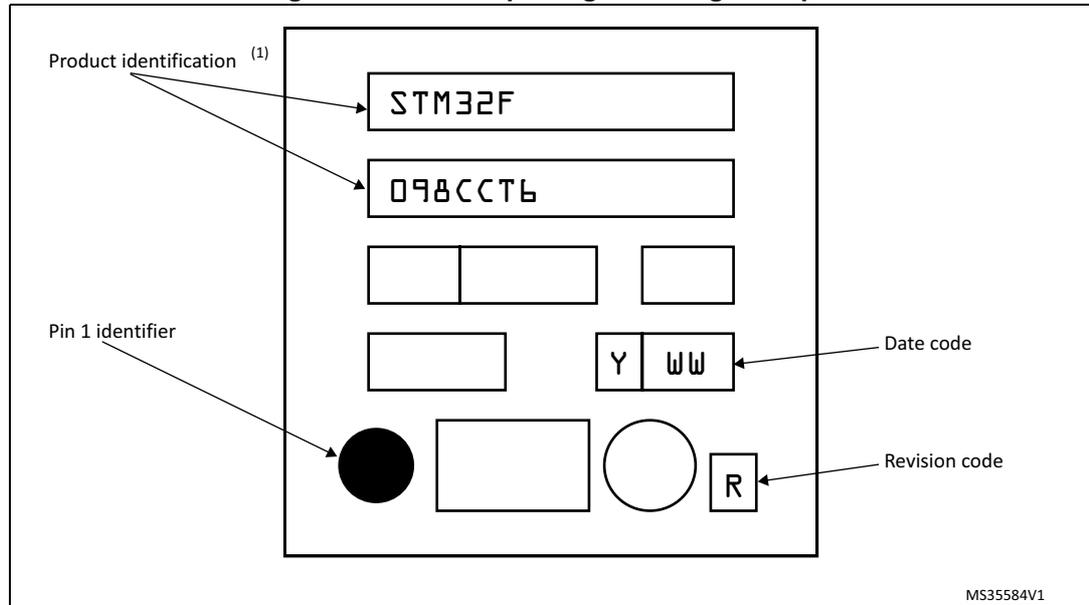 Product identification (1)
STM32F
098CCT6
Pin 1 identifier
Y WW
Date code
Revision code
R
MS35584V1